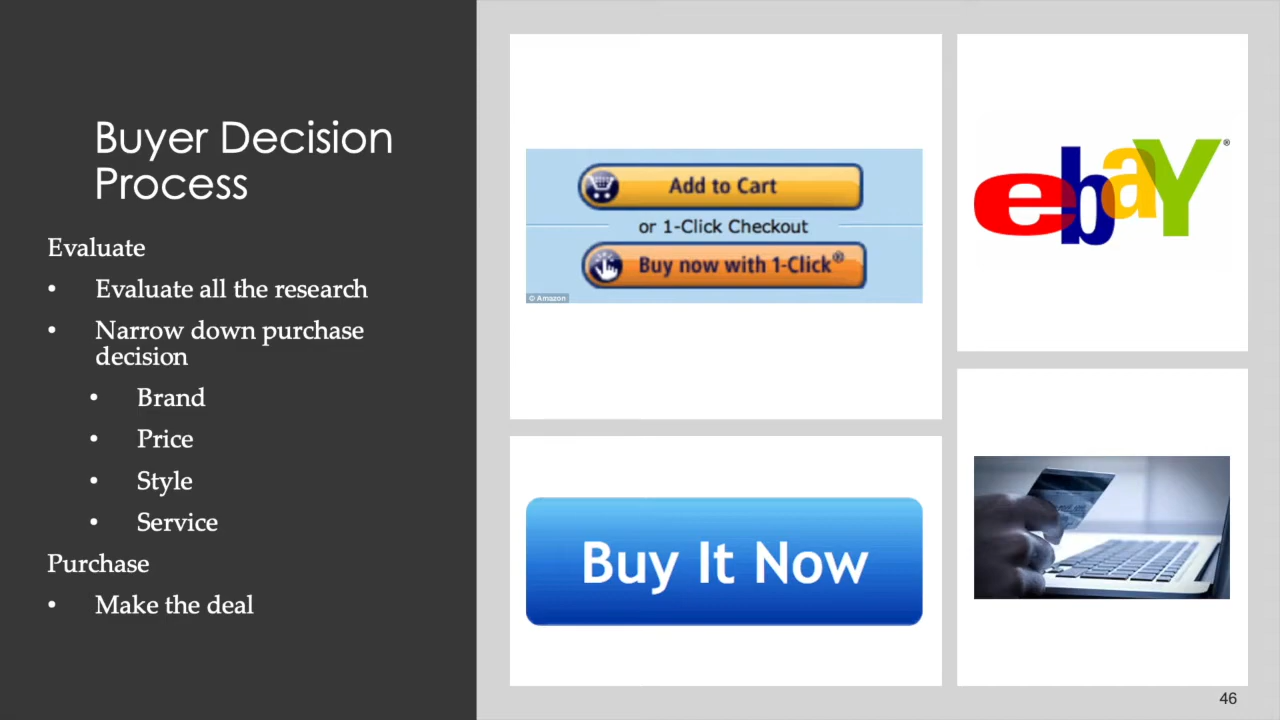 Buyer Decision
Process
Evaluate
• Evaluate all the research
• Narrow down purchase
decision
• Brand
• Price
• Style
• Service
Purchase
• Make the deal
Add to Cart
or 1-Click Checkout
Buy now with 1-Click®
© Amazon
ebaY®
Buy It Now
46